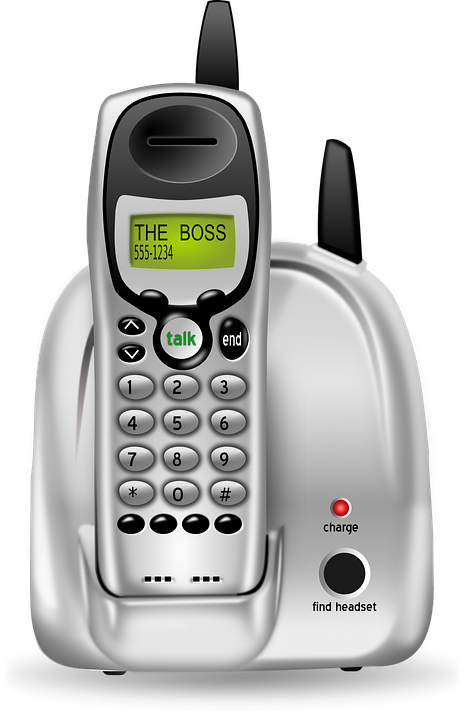 THE BOSS
555-1234
talk
end
1 2 3
4 5 6
7 8 9
* 0 #
charge
find headset